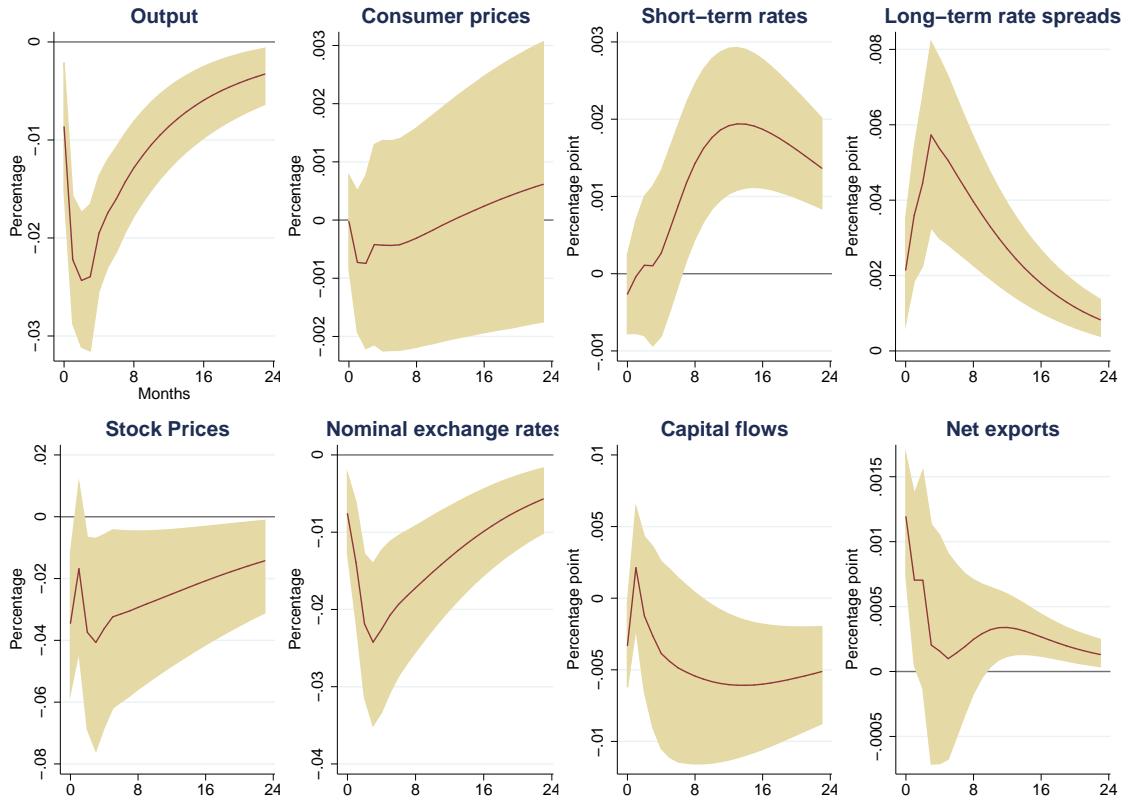 Output
Percentage
0
−.01
−.02
−.03
0 8 16 24
Months
Consumer prices
Percentage
.003
.002
.001
0
−.001
−.002
0 8 16 24
Short−term rates
Percentage point
.003
.002
.001
0
−.001
0 8 16 24
Long−term rate spreads
Percentage point
.008
.006
.004
.002
0
0 8 16 24
Stock Prices
Percentage
.02
0
−.02
−.04
−.06
−.08
0 8 16 24
Nominal exchange rates
Percentage
0
−.01
−.02
−.03
−.04
0 8 16 24
Capital flows
Percentage point
.01
.005
0
−.005
−.01
0 8 16 24
Net exports
Percentage point
.0015
.001
.0005
0
−.0005
0 8 16 24